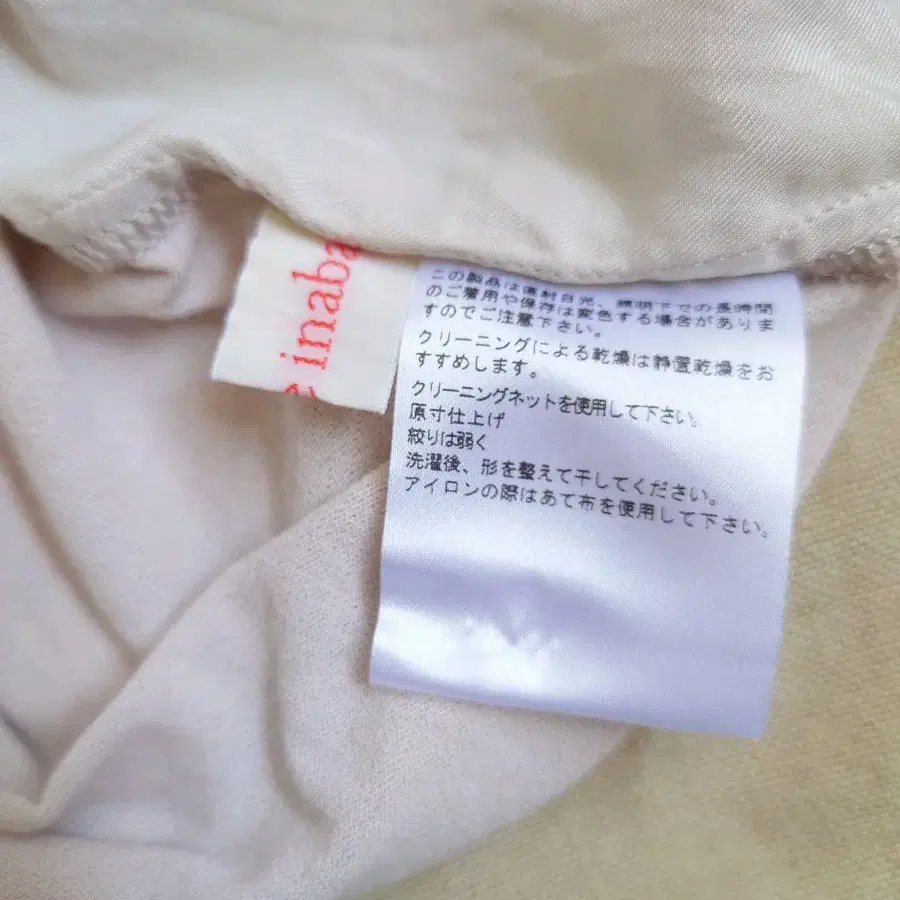 e inaba
この製品は直射日光、照明下での長時間
のご着用や保存は変色する場合がありま
すのでご注意下さい。
クリーニングによる乾燥は静置乾燥をお
すすめします。
クリーニングネットを使用して下さい。
原寸仕上げ
絞りは弱く
洗濯後、形を整えて干してください。
アイロンの際はあて布を使用して下さい。